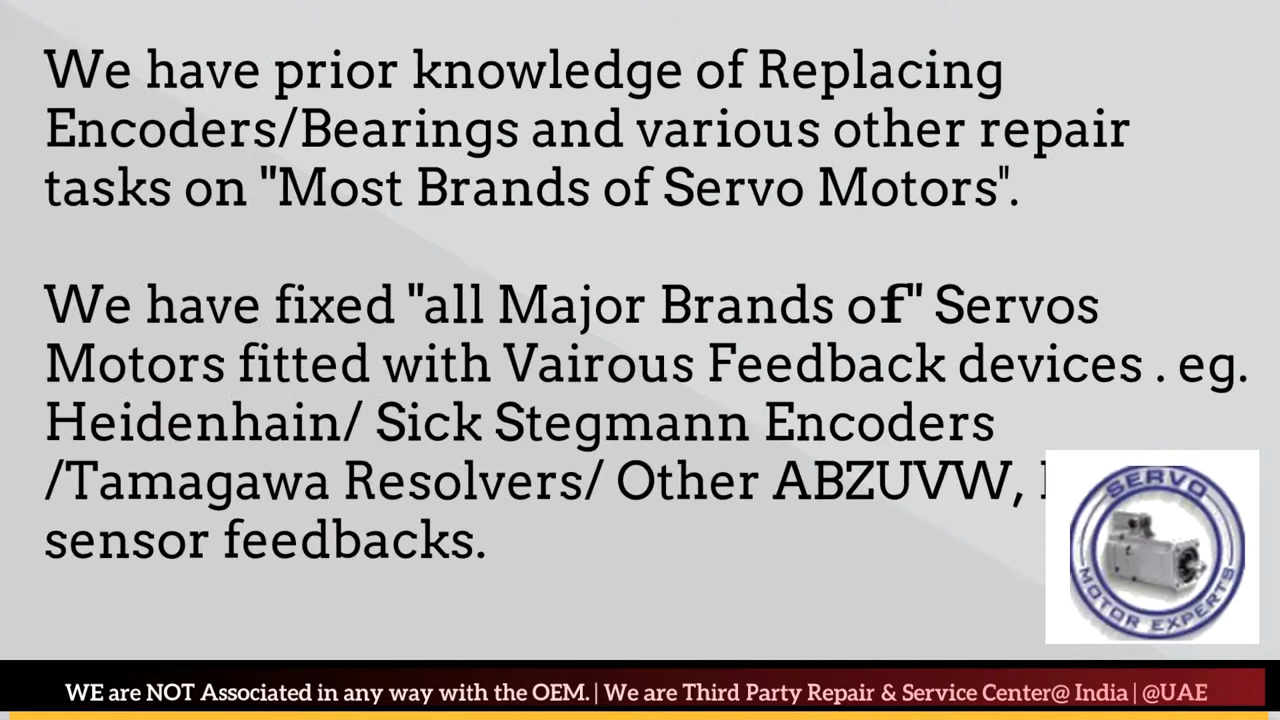 We have prior knowledge of Replacing
Encoders/Bearings and various other repair
tasks on "Most Brands of Servo Motors".
We have fixed "all Major Brands of" Servos
Motors fitted with Vairous Feedback devices . eg.
Heidenhain/ Sick Stegmann Encoders
/Tamagawa Resolvers/ Other ABZUVW,
sensor feedbacks.
SERVO
MOTOR EXPERTS
WE are NOT Associated in any way with the OEM. | We are Third Party Repair & Service Center@ India | @UAE